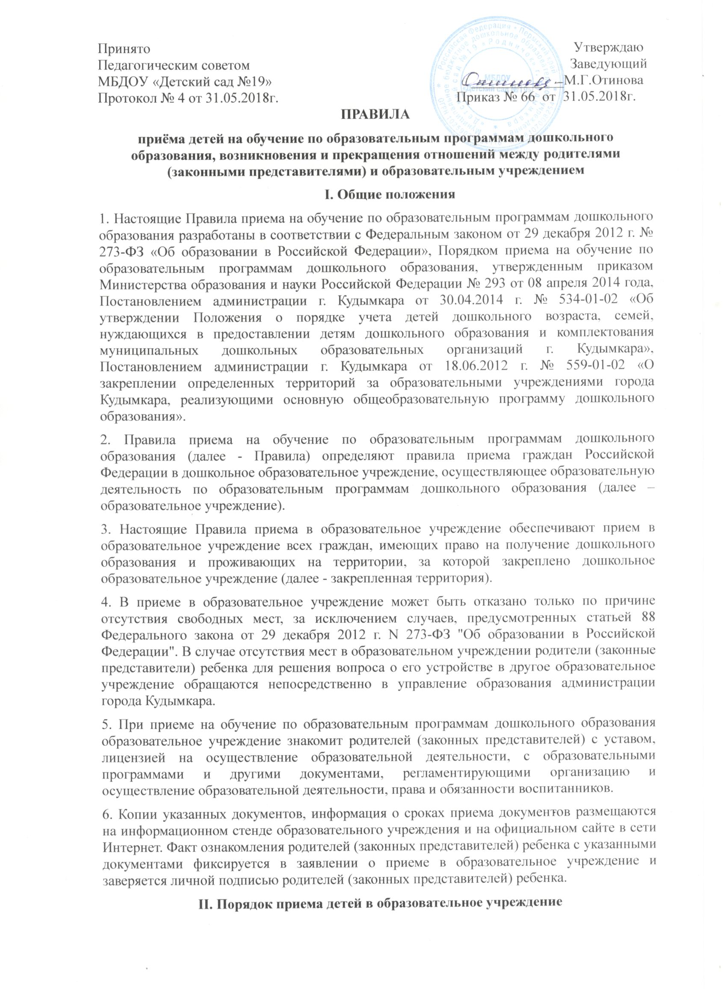 Принято
Педагогическим советом
МБДОУ «Детский сад №19»
Протокол № 4 от 31.05.2018г.
Утверждаю
Заведующий
М.Г.Отинова
Приказ № 66 от 31.05.2018г.
МБДОУ
«Детский сад №19»
ПРАВИЛА
приёма детей на обучение по образовательным программам дошкольного
образования, возникновения и прекращения отношений между родителями
(законными представителями) и образовательным учреждением
I. Общие положения
1. Настоящие Правила приема на обучение по образовательным программам дошкольного
образования разработаны в соответствии с Федеральным законом от 29 декабря 2012 г. №
273-ФЗ «Об образовании в Российской Федерации», Порядком приема на обучение по
образовательным программам дошкольного образования, утвержденным приказом
Министерства образования и науки Российской Федерации № 293 от 08 апреля 2014 года,
Постановлением администрации г. Кудымкара от 30.04.2014 г. № 534-01-02 «Об
утверждении Положения о порядке учета детей дошкольного возраста, семей,
нуждающихся в предоставлении детям дошкольного образования и комплектования
муниципальных дошкольных образовательных организаций г. Кудымкара»,
Постановлением администрации г. Кудымкара от 18.06.2012 г. № 559-01-02 «О
закреплении определенных территорий за образовательными учреждениями города
Кудымкара, реализующими основную общеобразовательную программу дошкольного
образования».
2. Правила приема на обучение по образовательным программам дошкольного
образования (далее - Правила) определяют правила приема граждан Российской
Федерации в дошкольное образовательное учреждение, осуществляющее образовательную
деятельность по образовательным программам дошкольного образования (далее –
образовательное учреждение).
3. Настоящие Правила приема в образовательное учреждение обеспечивают прием в
образовательное учреждение всех граждан, имеющих право на получение дошкольного
образования и проживающих на территории, за которой закреплено дошкольное
образовательное учреждение (далее - закрепленная территория).
4. В приеме в образовательное учреждение может быть отказано только по причине
отсутствия свободных мест, за исключением случаев, предусмотренных статьей 88
Федерального закона от 29 декабря 2012 г. N 273-ФЗ "Об образовании в Российской
Федерации". В случае отсутствия мест в образовательном учреждении родители (законные
представители) ребенка для решения вопроса о его устройстве в другое образовательное
учреждение обращаются непосредственно в управление образования администрации
города Кудымкара.
5. При приеме на обучение по образовательным программам дошкольного образования
образовательное учреждение знакомит родителей (законных представителей) с уставом,
лицензией на осуществление образовательной деятельности, с образовательными
программами и другими документами, регламентирующими организацию и
осуществление образовательной деятельности, права и обязанности воспитанников.
6. Копии указанных документов, информация о сроках приема документов размещаются
на информационном стенде образовательного учреждения и на официальном сайте в сети
Интернет. Факт ознакомления родителей (законных представителей) ребенка с указанными
документами фиксируется в заявлении о приеме в образовательное учреждение и
заверяется личной подписью родителей (законных представителей) ребенка.
II. Порядок приема детей в образовательное учреждение